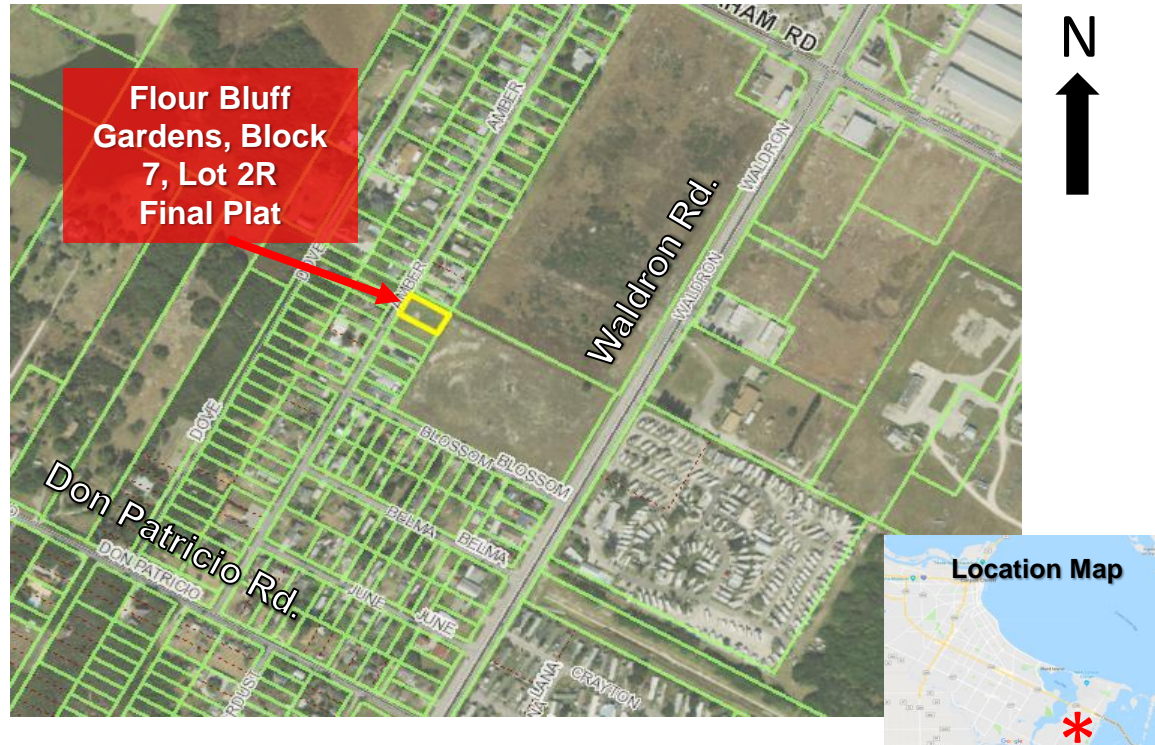 HAM RD
N
Flour Bluff
Gardens, Block
7, Lot 2R
Final Plat
AMBER
WALDRON
Waldron Rd.
DOVE
AMBER
WALDRON
DOVE
BLOSSOM
BLOSSOM
Don Patricio Rd.
BELMA
BELMA
DON PATRICIO
JUNE
JUNE
LANA
CRAYTON
Location Map
Google
*